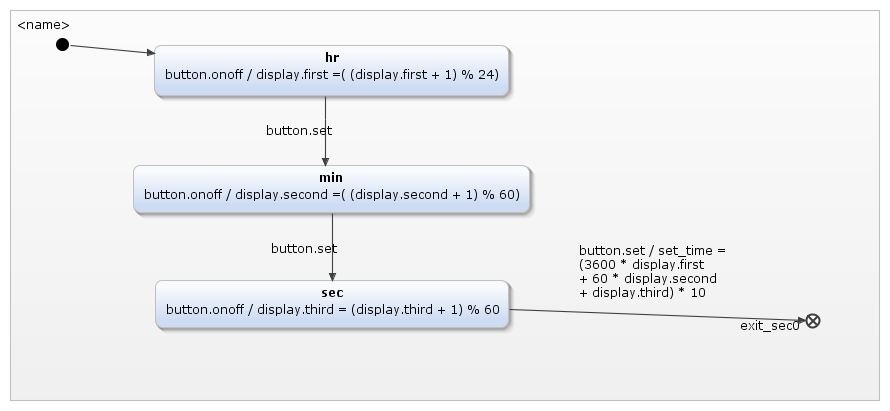 <name>
hr
button.onoff / display.first =( (display.first + 1) % 24)
button.set
min
button.onoff / display.second =( (display.second + 1) % 60)
button.set
button.set / set_time =
(3600 * display.first
+ 60 * display.second
+ display.third) * 10
sec
button.onoff / display.third = (display.third + 1) % 60
exit_sec0